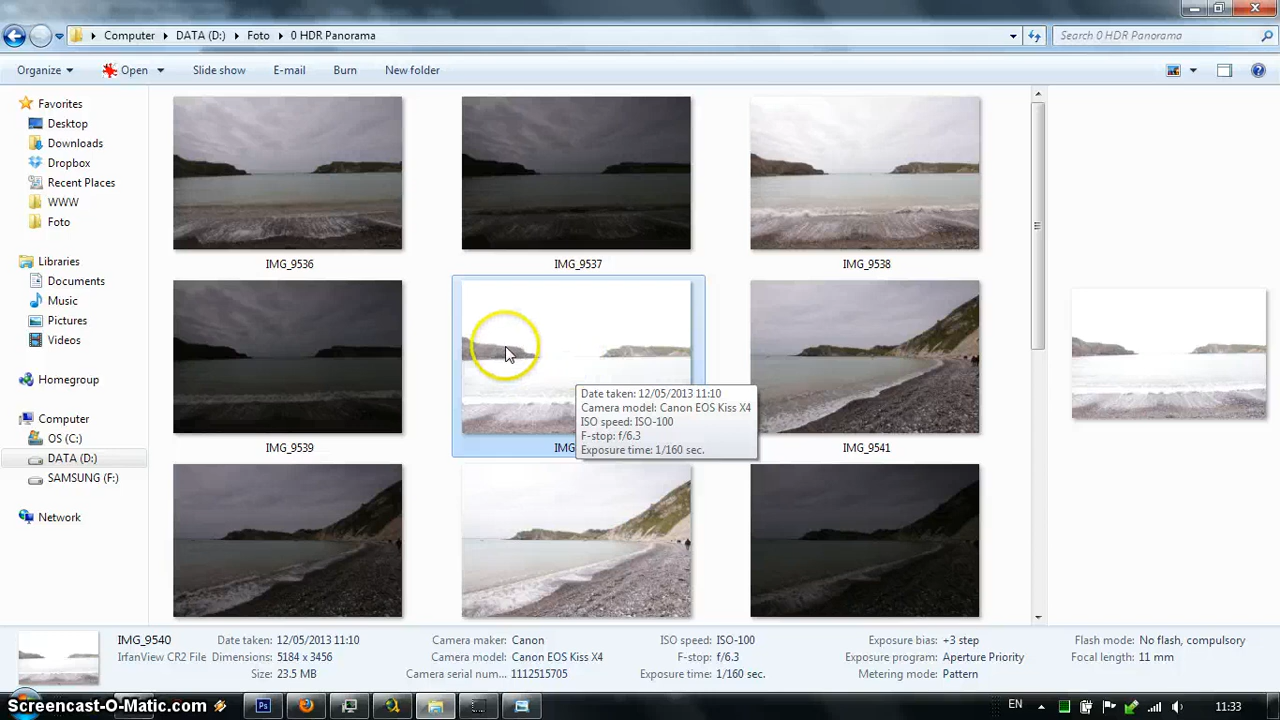 Computer DATA (D:) Foto 0 HDR Panorama
Search 0 HDR Panorama
Organize Open Slide show E-mail Burn New folder
Favorites
Desktop
Downloads
Dropbox
Recent Places
WWW
Foto
Libraries
Documents
Music
Pictures
Videos
Homegroup
Computer
OS (C:)
DATA (D:)
SAMSUNG (F:)
Network
IMG_9536 IMG_9537 IMG_9538
IMG_9539 IMG_9541
Date taken: 12/05/2013 11:10
Camera model: Canon EOS Kiss X4
ISO speed: ISO-100
F-stop: f/6.3
Exposure time: 1/160 sec.
IMG_9540 Date taken: 12/05/2013 11:10 Camera maker: Canon ISO speed: ISO-100 Exposure bias: +3 step Flash mode: No flash, compulsory
IrfanView CR2 File Dimensions: 5184 x 3456 Camera model: Canon EOS Kiss X4 F-stop: f/6.3 Exposure program: Aperture Priority Focal length: 11 mm
Size: 23.5 MB Camera serial num... 1112515705 Exposure time: 1/160 sec. Metering mode: Pattern
Screencast-O-Matic.com Ps EN 11:33